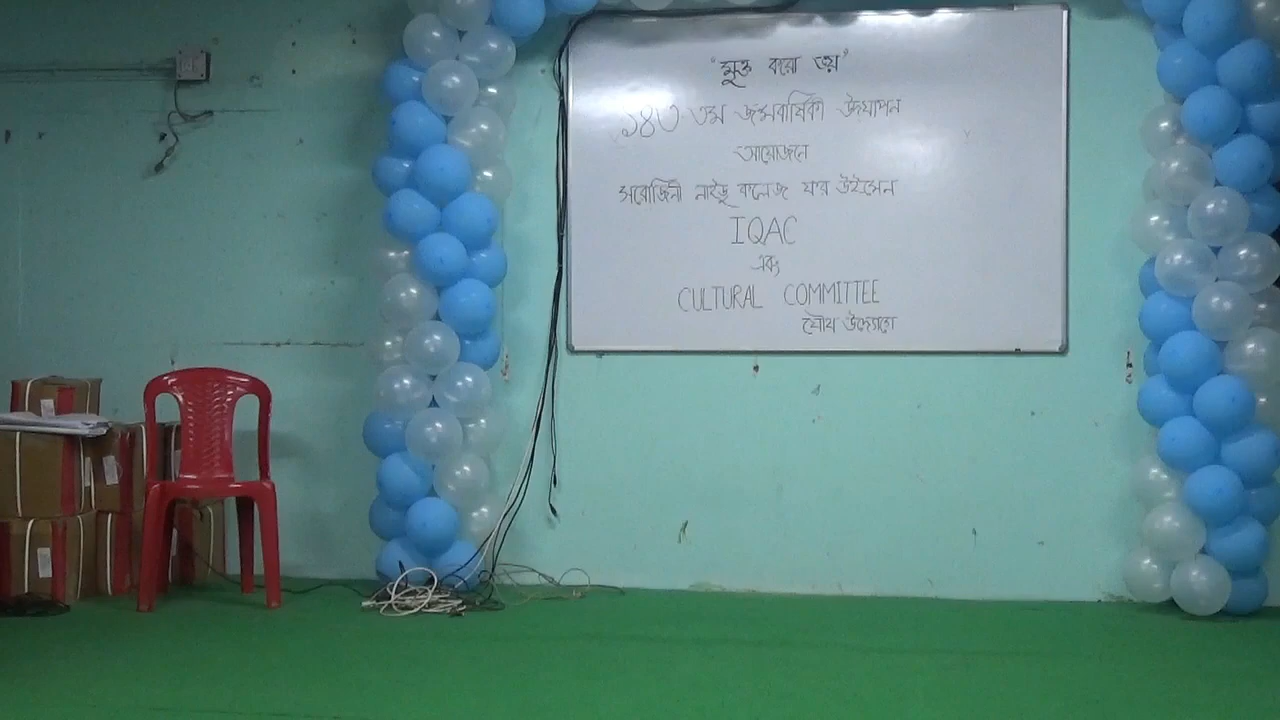 "মুক্ত করো ভয়"
১৪৩ তম জন্মবার্ষিকী উদযাপন
আয়োজনে
সরোজিনী নাইডু কলেজ ফর উইমেন
IQAC
এবং
CULTURAL COMMITTEE
যৌথ উদ্যোগে